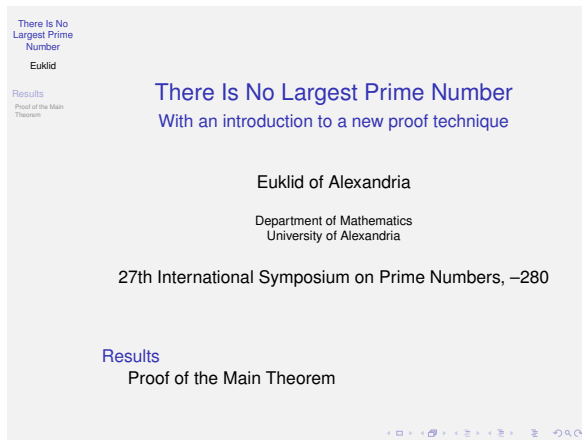 There Is No
Largest Prime
Number
Euklid
Results
Proof of the Main
Theorem
There Is No Largest Prime Number
With an introduction to a new proof technique
Euklid of Alexandria
Department of Mathematics
University of Alexandria
27th International Symposium on Prime Numbers, –280
Results
Proof of the Main Theorem